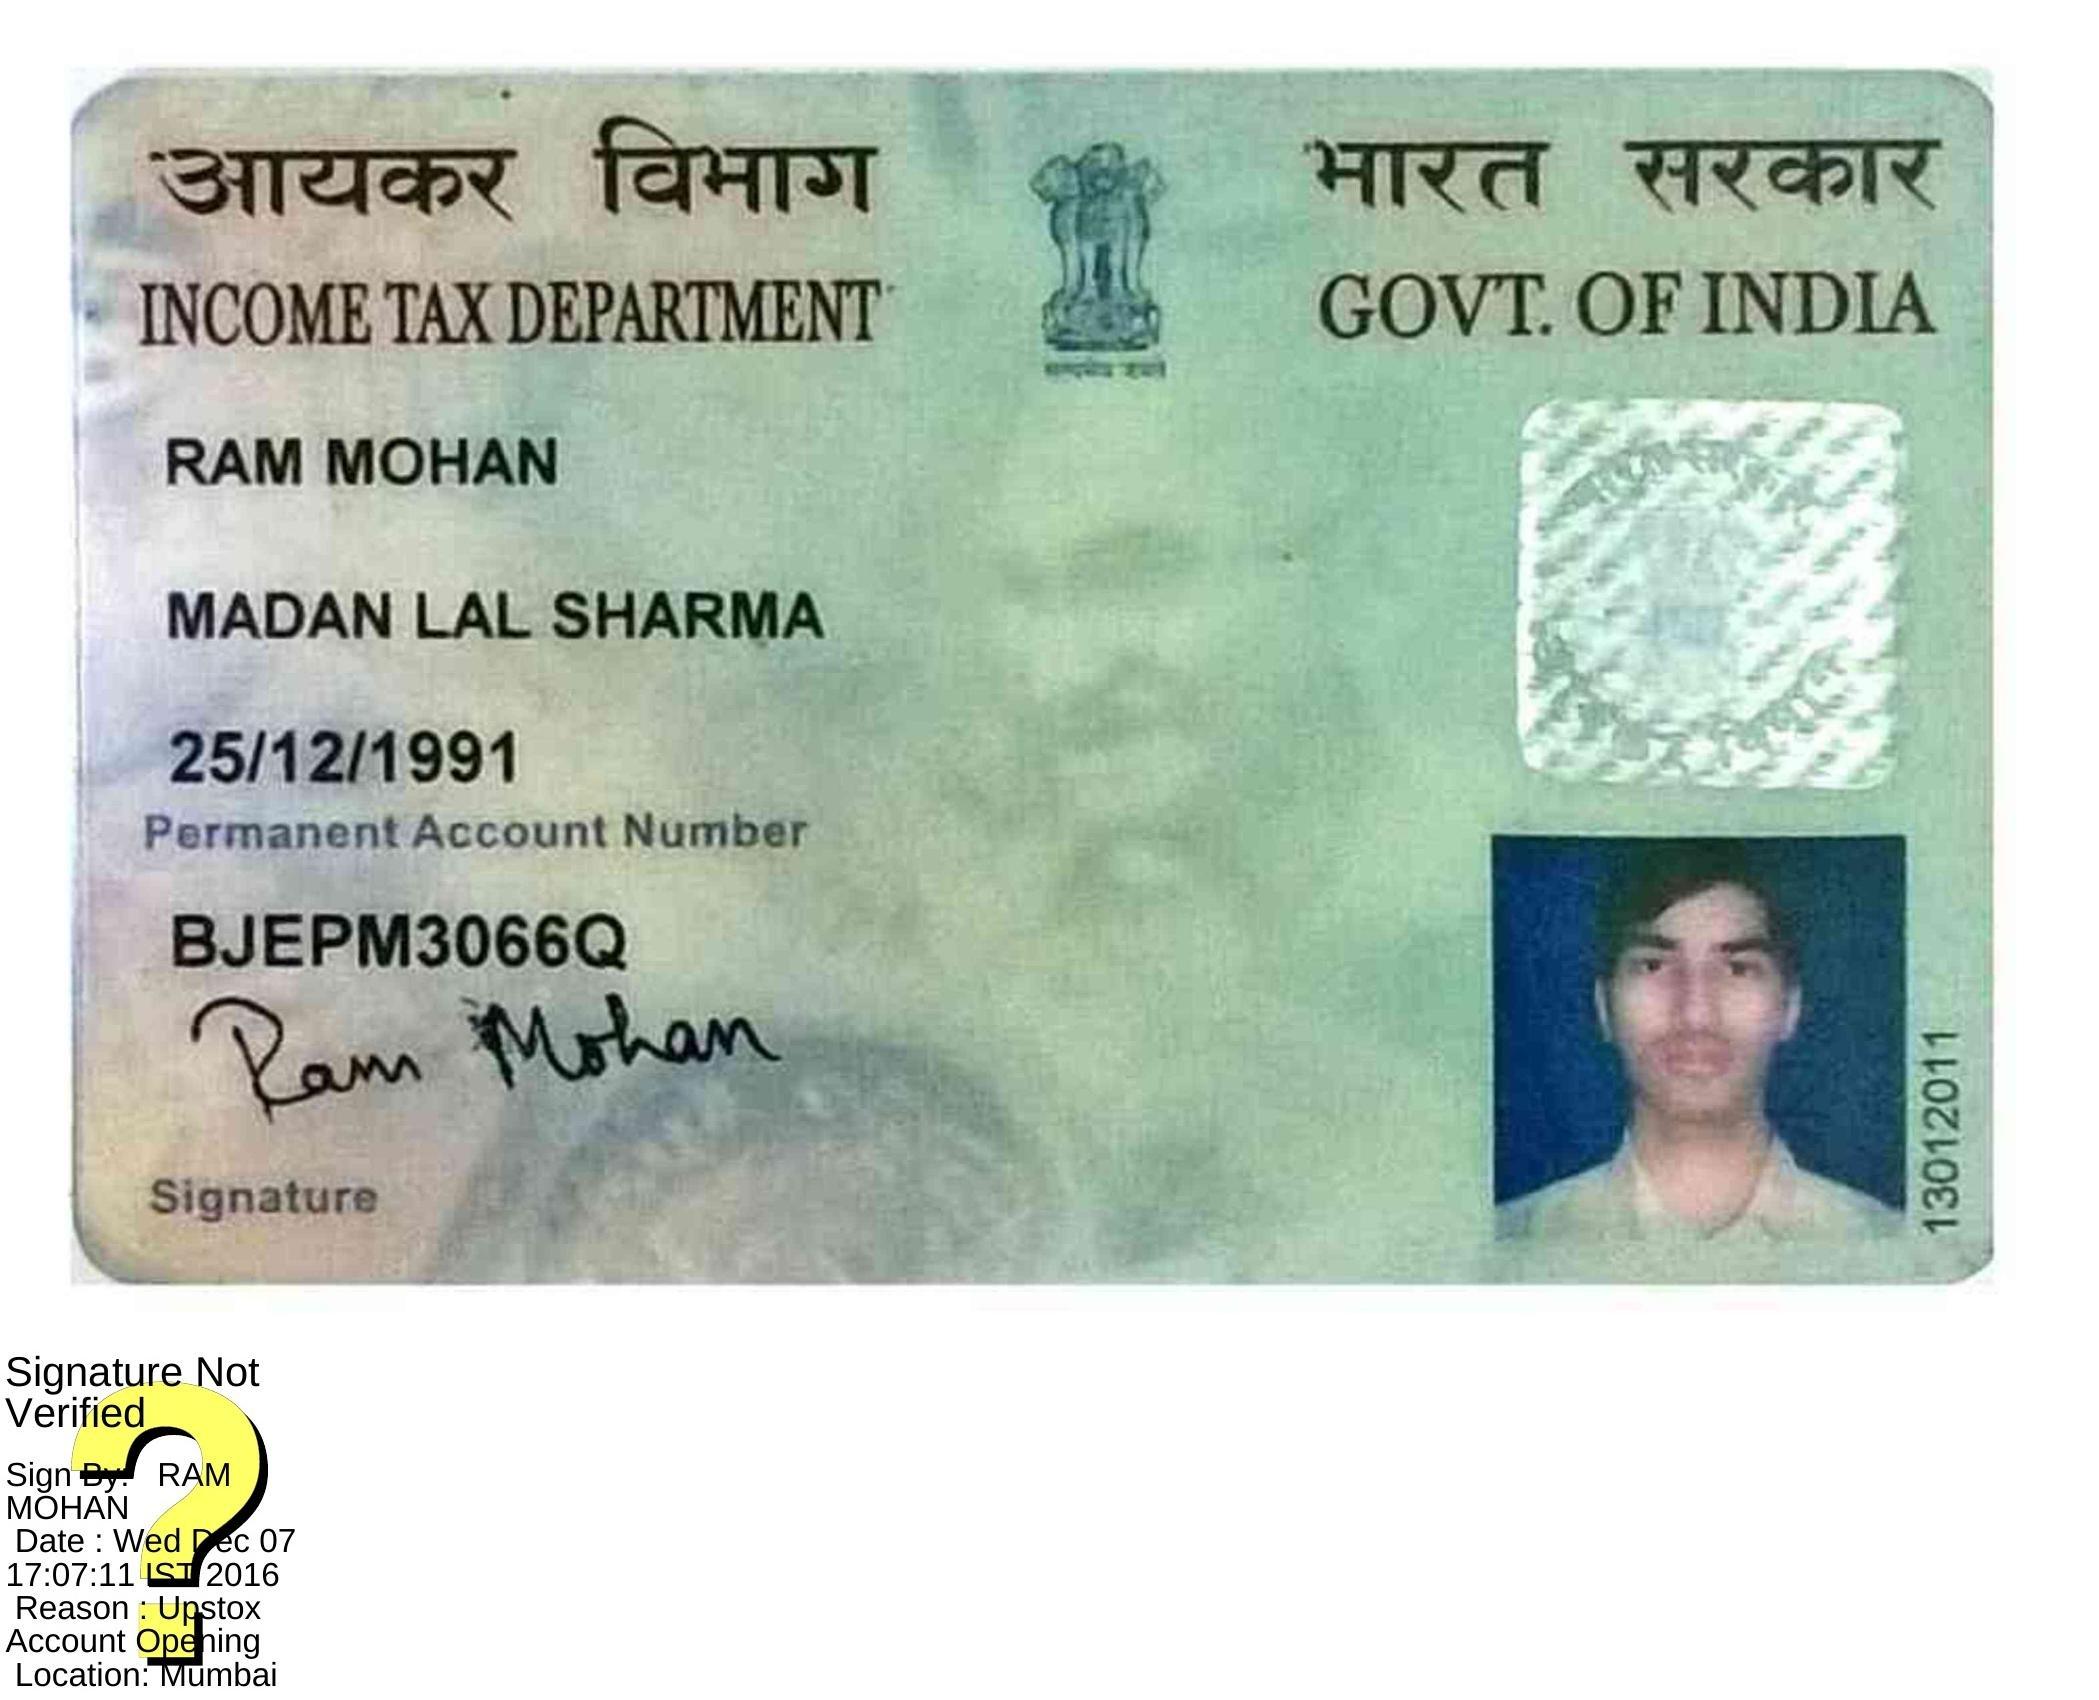 आयकर विभाग
INCOME TAX DEPARTMENT
भारत सरकार
GOVT. OF INDIA
सत्यमेव जयते
RAM MOHAN
MADAN LAL SHARMA
25/12/1991
Permanent Account Number
BJEPM3066Q
Ram Mohan
Signature
13012011
Signature Not
Verified
Sign By: RAM
MOHAN
Date : Wed Dec 07
17:07:11 IST 2016
Reason : Upstox
Account Opening
Location: Mumbai